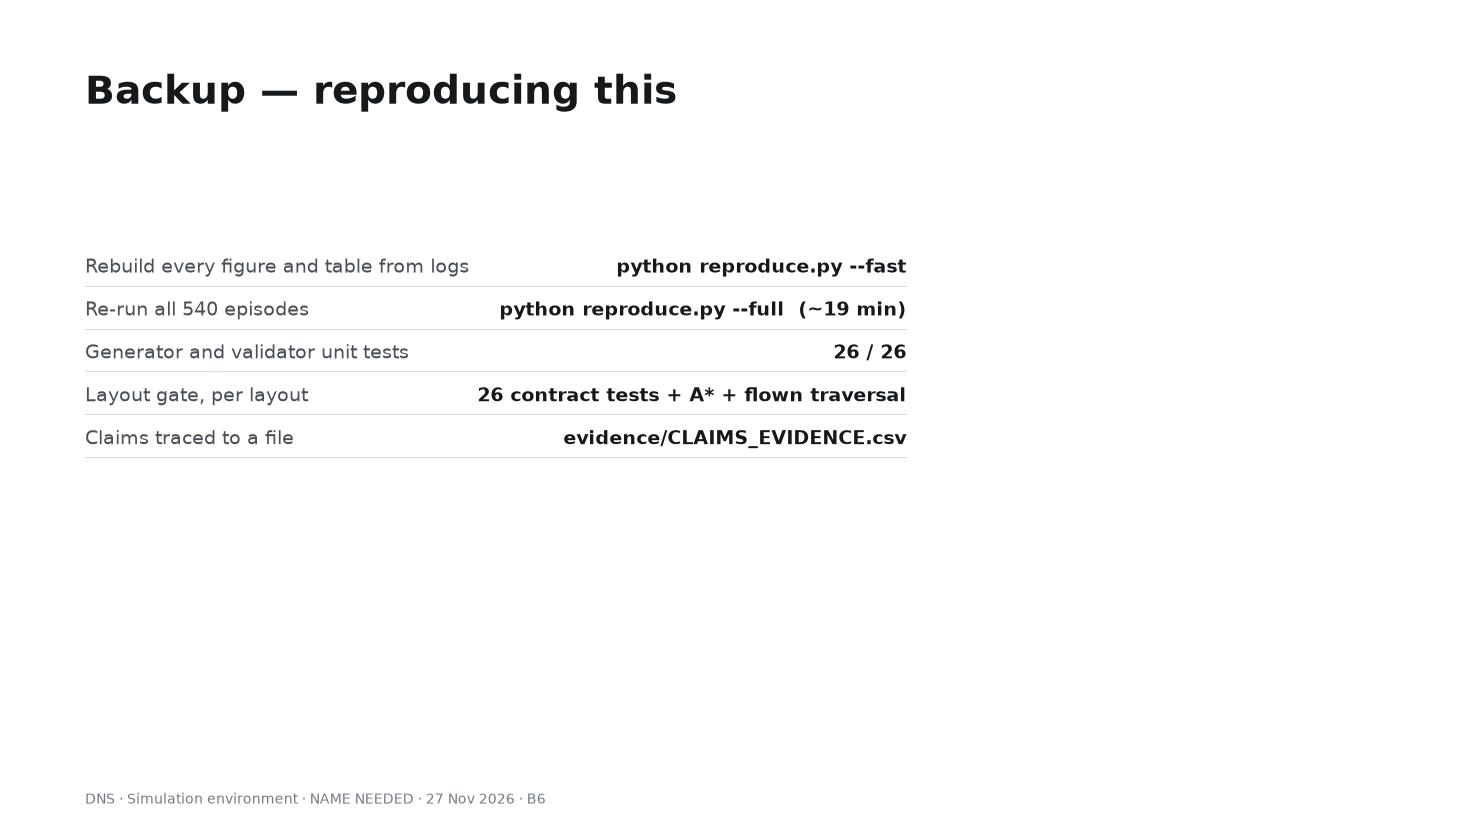 Backup — reproducing this
Rebuild every figure and table from logs python reproduce.py --fast
Re-run all 540 episodes python reproduce.py --full  (~19 min)
Generator and validator unit tests 26 / 26
Layout gate, per layout 26 contract tests + A* + flown traversal
Claims traced to a file evidence/CLAIMS_EVIDENCE.csv
DNS · Simulation environment · NAME NEEDED · 27 Nov 2026 · B6